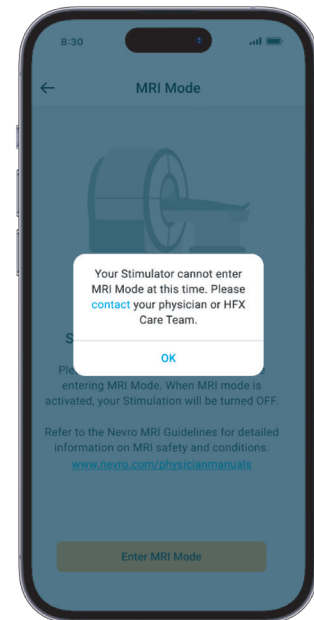 8:30
MRI Mode
Your Stimulator cannot enter
MRI Mode at this time. Please
contact your physician or HFX
Care Team.
OK
S
Ple
entering MRI Mode. When MRI mode is
activated, your Stimulation will be turned OFF.
Refer to the Nevro MRI Guidelines for detailed
information on MRI safety and conditions.
www.nevro.com/physicianmanuals
Enter MRI Mode